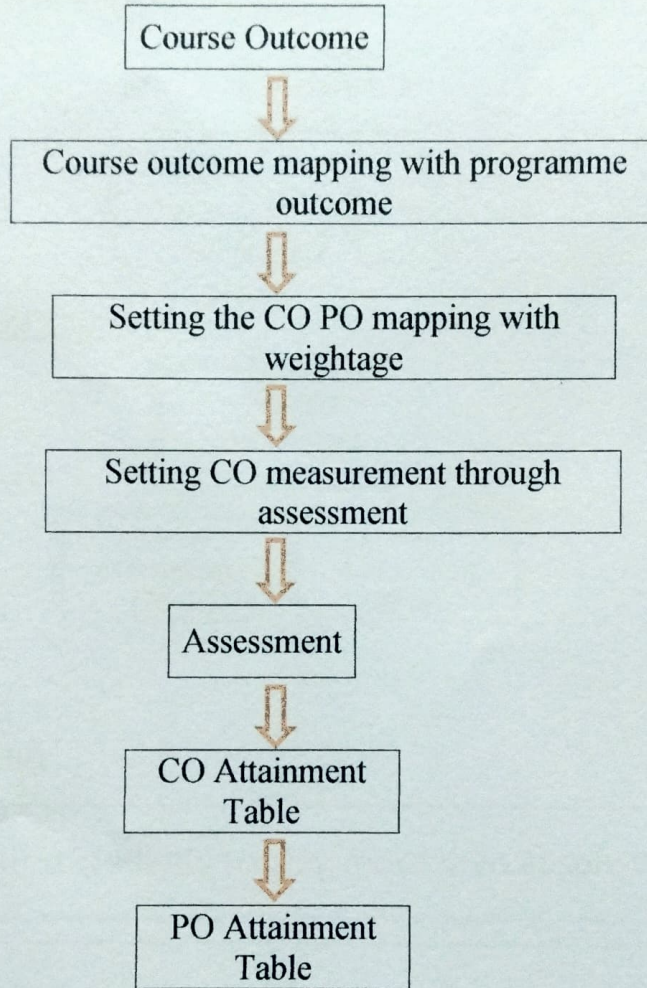 Course Outcome
Course outcome mapping with programme
outcome
Setting the CO PO mapping with
weightage
Setting CO measurement through
assessment
Assessment
CO Attainment
Table
PO Attainment
Table